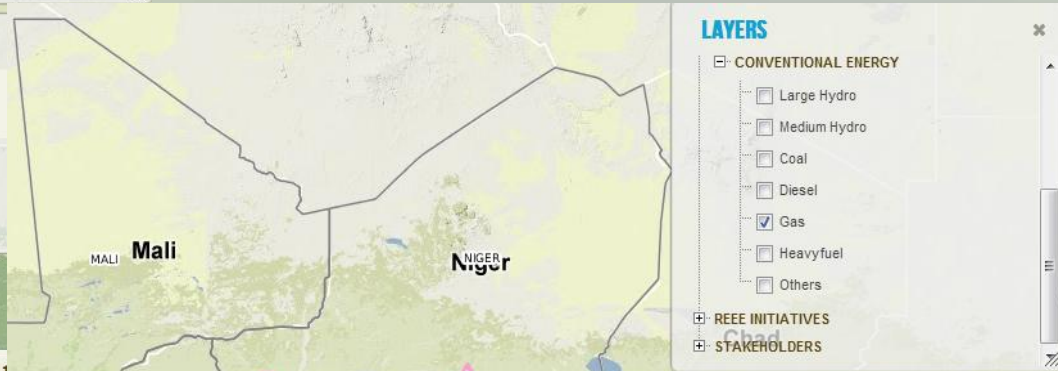 MALI
Mali
Niger
NIGER
LAYERS
CONVENTIONAL ENERGY
Large Hydro
Medium Hydro
Coal
Diesel
Gas
Heavyfuel
Others
REEE INITIATIVES
Chad
STAKEHOLDERS